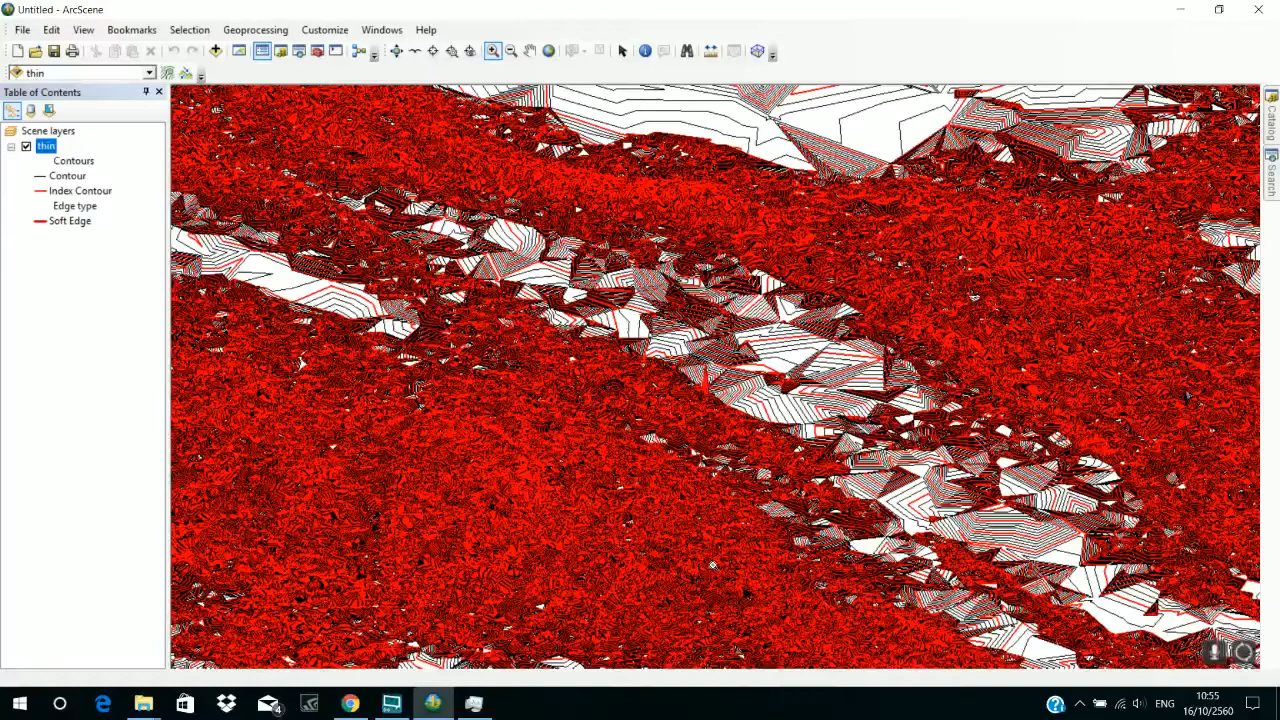 Untitled - ArcScene
File Edit View Bookmarks Selection Geoprocessing Customize Windows Help
thin
Table of Contents
Scene layers
thin
Contours
Contour
Index Contour
Edge type
Soft Edge
Catalog
Search
4
ENG
10:55
16/10/2560